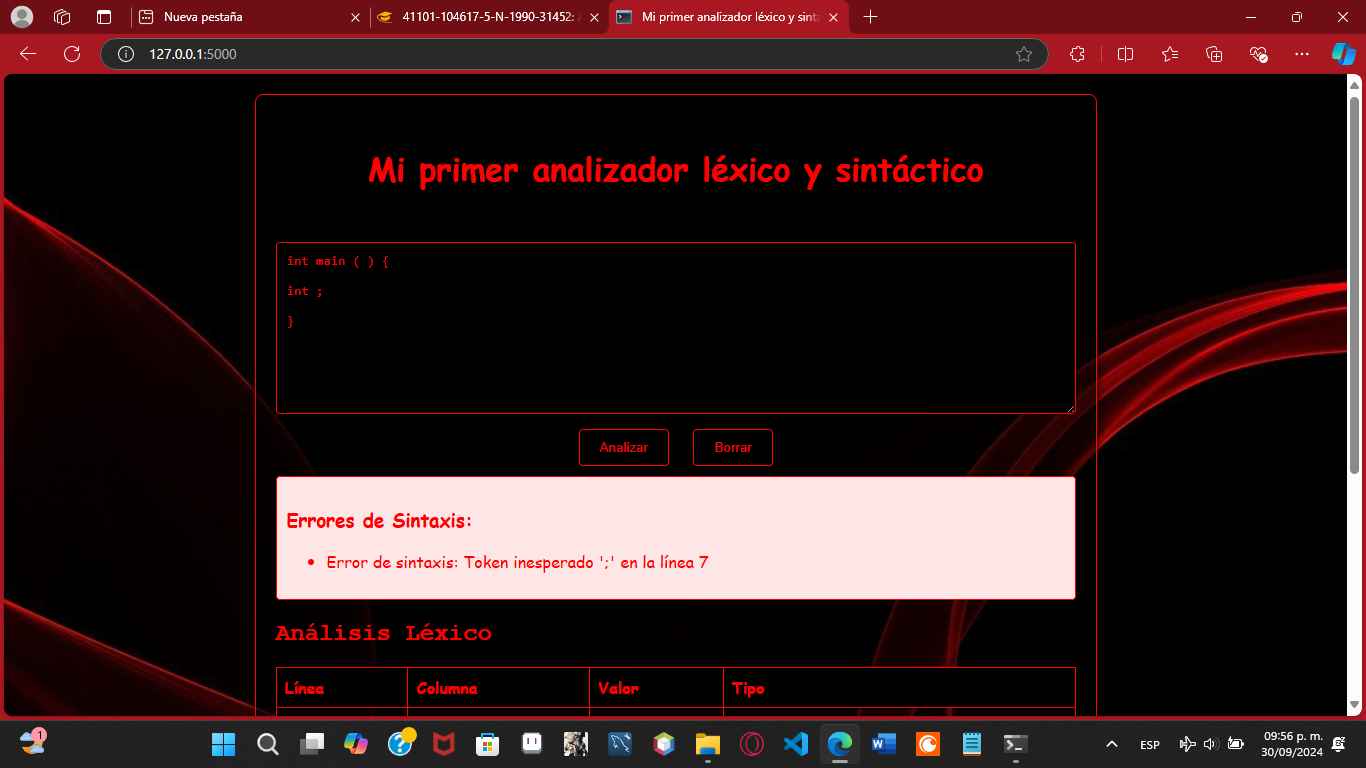 Nueva pestaña
41101-104617-5-N-1990-31452:
Mi primer analizador léxico y sintá
127.0.0.1:5000
Mi primer analizador léxico y sintáctico
int main ( ) {
int ;
}
Analizar Borrar
Errores de Sintaxis:
Error de sintaxis: Token inesperado ';' en la línea 7
Análisis Léxico
Línea Columna Valor Tipo
1
ESP
09:56 p. m.
30/09/2024